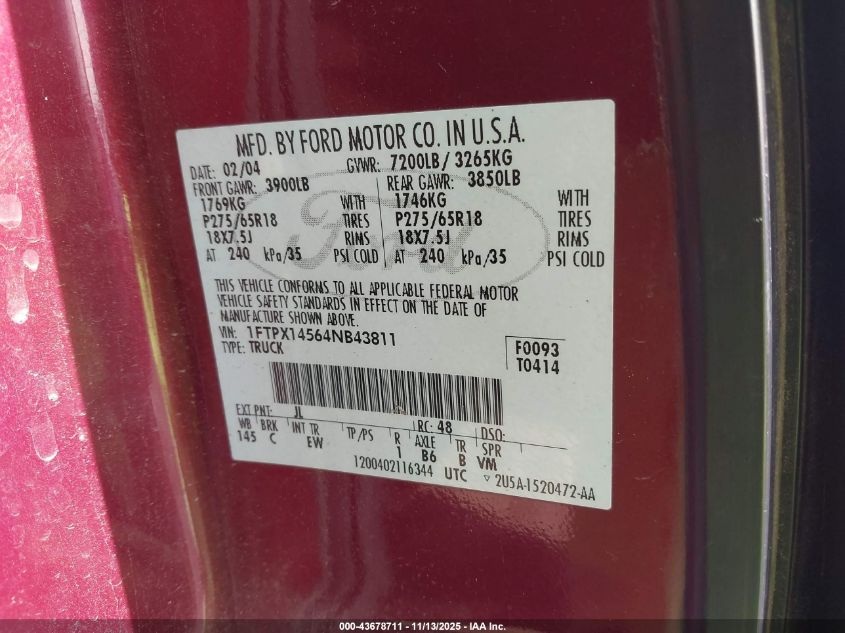 MFD. BY FORD MOTOR CO. IN U.S.A.
DATE: 02/04 GVWR: 7200LB / 3265KG
FRONT GAWR: 3900LB REAR GAWR: 3850LB
1769KG WITH 1746KG WITH
P275/65R18 TIRES P275/65R18 TIRES
18X7.5J RIMS 18X7.5J RIMS
AT 240 kPa/35 PSI COLD AT 240 kPa/35 PSI COLD
Ford
THIS VEHICLE CONFORMS TO ALL APPLICABLE FEDERAL MOTOR
VEHICLE SAFETY STANDARDS IN EFFECT ON THE DATE OF
MANUFACTURE SHOWN ABOVE.
VIN: 1FTPX14564NB43811
TYPE: TRUCK
F0093
T0414
EXT PNT: JL RC: 48 DSO:
WB BRK INT TR TP/PS R AXLE TR SPR
145 C EW 1 B6 B VM
1200402116344 UTC ▽ 2U5A-1520472-AA
000-43678711 - 11/13/2025 - IAA Inc.